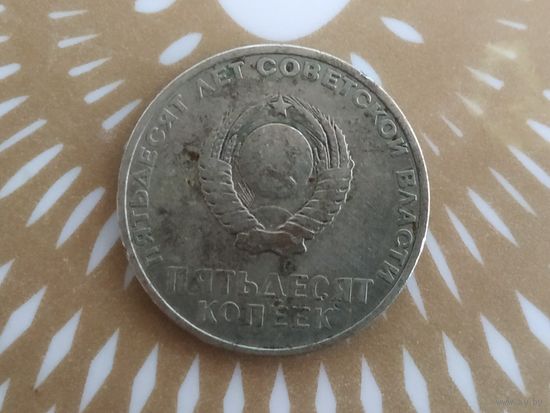 ПЯТЬДЕСЯТ ЛЕТ СОВЕТСКОЙ ВЛАСТИ
ПЯТЬДЕСЯТ
КОПЕЕК